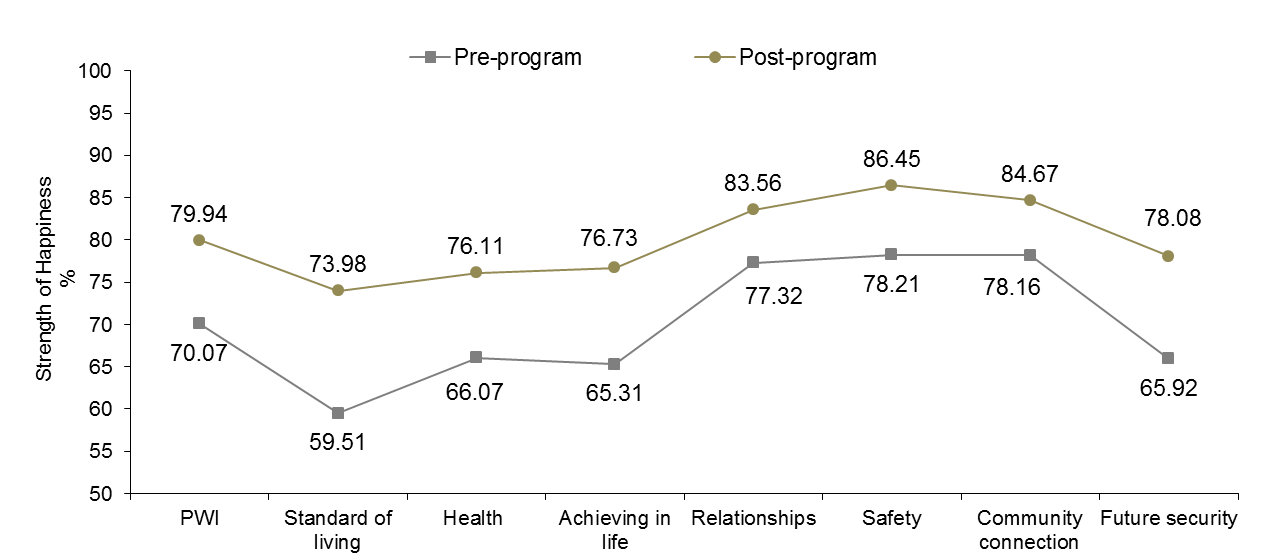 Pre-program
Post-program
Strength of Happiness
%
100
95
90
85
80
75
70
65
60
55
50
79.94
73.98
76.11
76.73
83.56
86.45
84.67
78.08
70.07
59.51
66.07
65.31
77.32
78.21
78.16
65.92
PWI
Standard of
living
Health
Achieving in
life
Relationships
Safety
Community
connection
Future security